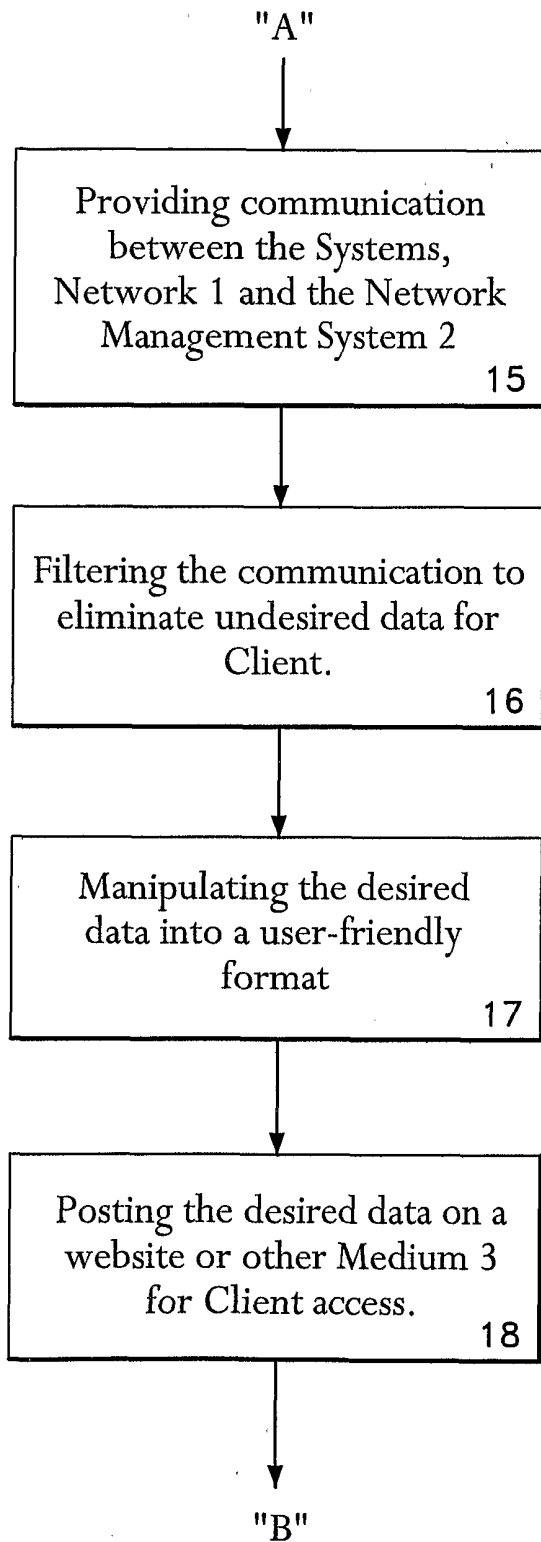 "A"
Providing communication
between the Systems,
Network 1 and the Network
Management System 2
15
Filtering the communication to
eliminate undesired data for
Client.
16
Manipulating the desired
data into a user-friendly
format
17
Posting the desired data on a
website or other Medium 3
for Client access.
18
"B"